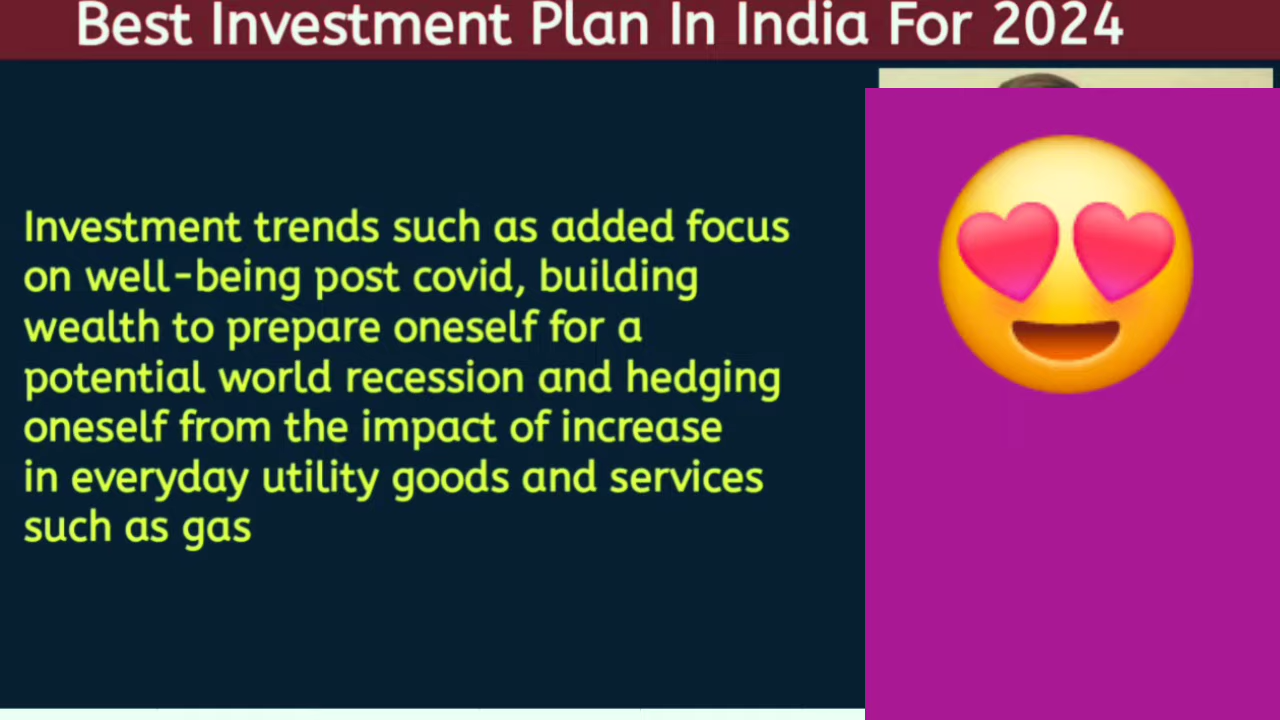 Best Investment Plan In India For 2024
Investment trends such as added focus
on well-being post covid, building
wealth to prepare oneself for a
potential world recession and hedging
oneself from the impact of increase
in everyday utility goods and services
such as gas